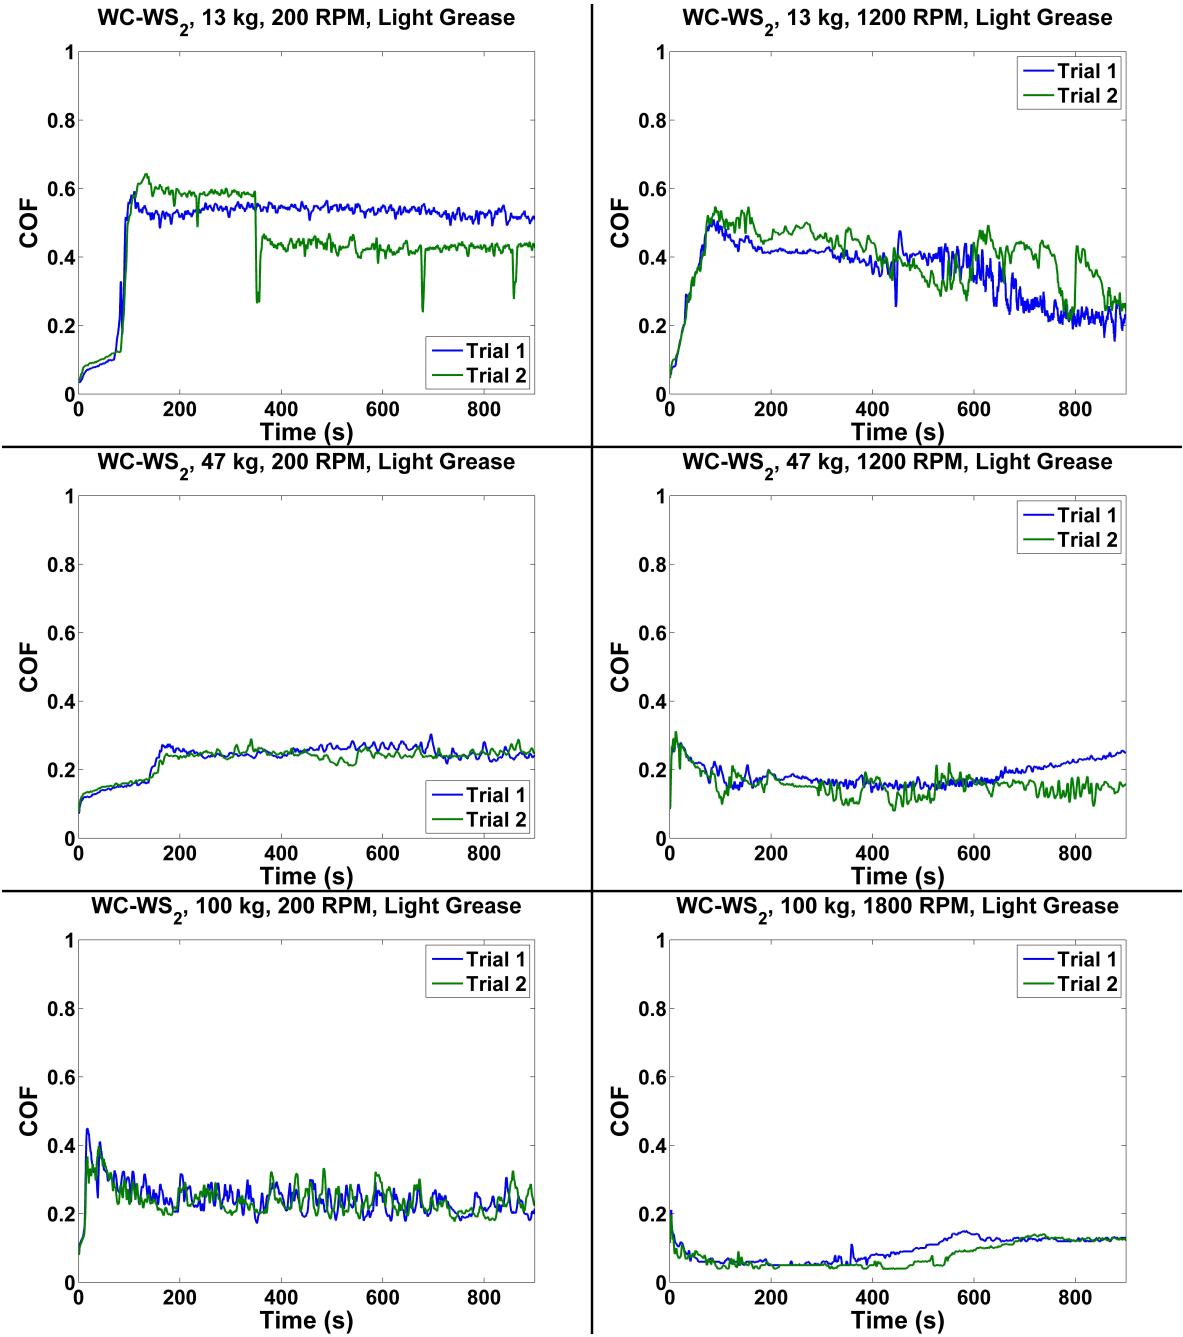 WC-WS2, 13 kg, 200 RPM, Light Grease
1
0.8
0.6
0.4
0.2
0
COF
Trial 1
Trial 2
0 200 400 600 800
Time (s)
WC-WS2, 13 kg, 1200 RPM, Light Grease
1
0.8
0.6
0.4
0.2
0
COF
Trial 1
Trial 2
0 200 400 600 800
Time (s)
WC-WS2, 47 kg, 200 RPM, Light Grease
1
0.8
0.6
0.4
0.2
0
COF
Trial 1
Trial 2
0 200 400 600 800
Time (s)
WC-WS2, 47 kg, 1200 RPM, Light Grease
1
0.8
0.6
0.4
0.2
0
COF
Trial 1
Trial 2
0 200 400 600 800
Time (s)
WC-WS2, 100 kg, 200 RPM, Light Grease
1
0.8
0.6
0.4
0.2
0
COF
Trial 1
Trial 2
0 200 400 600 800
Time (s)
WC-WS2, 100 kg, 1800 RPM, Light Grease
1
0.8
0.6
0.4
0.2
0
COF
Trial 1
Trial 2
0 200 400 600 800
Time (s)